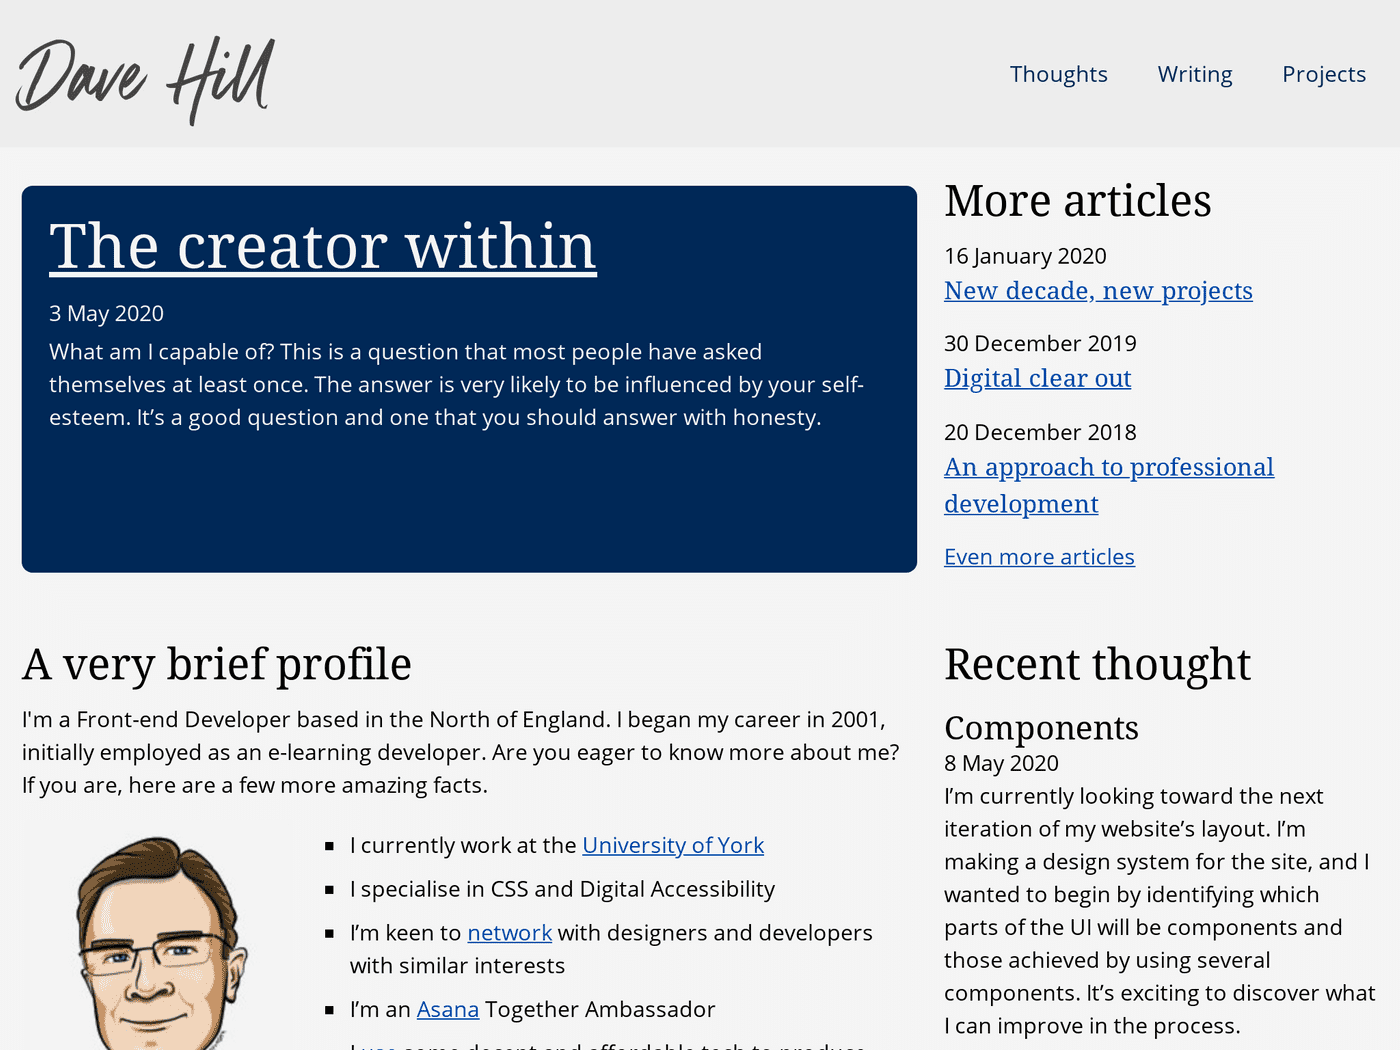 Dave Hill
Thoughts
Writing
Projects
The creator within
3 May 2020
What am I capable of? This is a question that most people have asked
themselves at least once. The answer is very likely to be influenced by your self-
esteem. It’s a good question and one that you should answer with honesty.
More articles
16 January 2020
New decade, new projects
30 December 2019
Digital clear out
20 December 2018
An approach to professional
development
Even more articles
A very brief profile
I'm a Front-end Developer based in the North of England. I began my career in 2001,
initially employed as an e-learning developer. Are you eager to know more about me?
If you are, here are a few more amazing facts.
I currently work at the University of York
I specialise in CSS and Digital Accessibility
I’m keen to network with designers and developers
with similar interests
I’m an Asana Together Ambassador
I use some decent and affordable tech to produce
Recent thought
Components
8 May 2020
I’m currently looking toward the next
iteration of my website’s layout. I’m
making a design system for the site, and I
wanted to begin by identifying which
parts of the UI will be components and
those achieved by using several
components. It’s exciting to discover what
I can improve in the process.